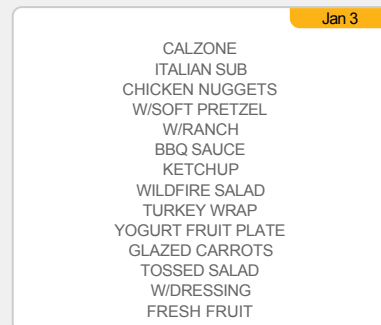 Jan 3
CALZONE
ITALIAN SUB
CHICKEN NUGGETS
W/SOFT PRETZEL
W/RANCH
BBQ SAUCE
KETCHUP
WILDFIRE SALAD
TURKEY WRAP
YOGURT FRUIT PLATE
GLAZED CARROTS
TOSSED SALAD
W/DRESSING
FRESH FRUIT